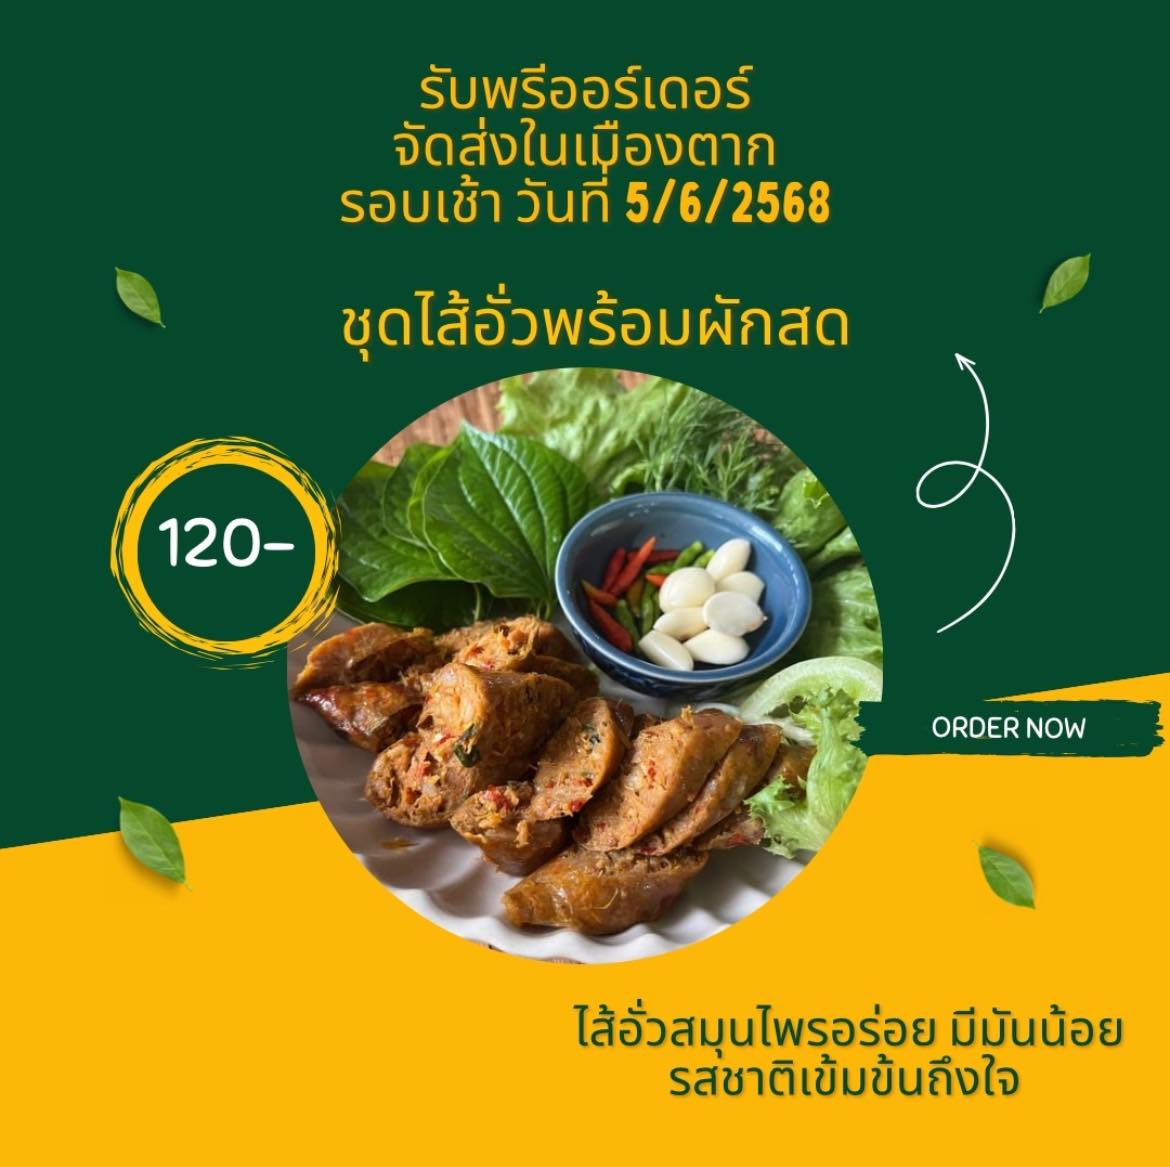 รับพรีออร์เดอร์
จัดส่งในเมืองตาก
รอบเช้า วันที่ 5/6/2568
ชุดไส้อั่วพร้อมผักสด
120-
ORDER NOW
ไส้อั่วสมุนไพรอร่อย มีมันน้อย
รสชาติเข้มข้นถึงใจ